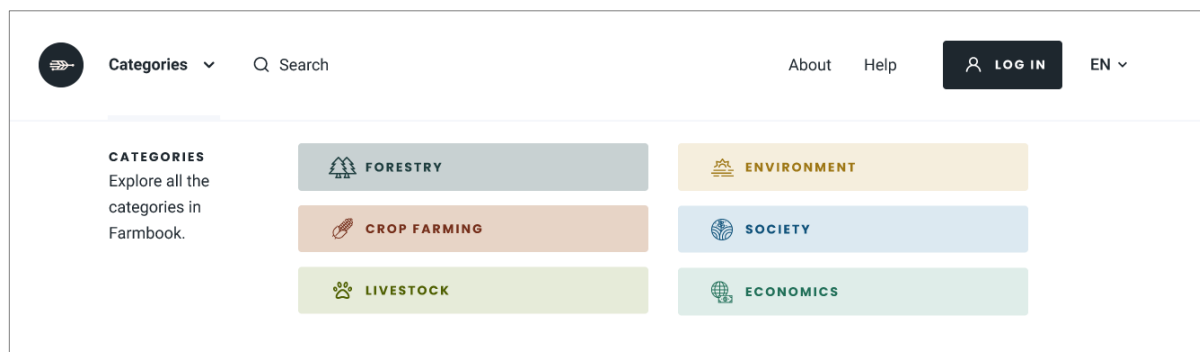 Categories
Search
About
Help
LOG IN
EN
CATEGORIES
Explore all the
categories in
Farmbook.
FORESTRY
ENVIRONMENT
CROP FARMING
SOCIETY
LIVESTOCK
ECONOMICS